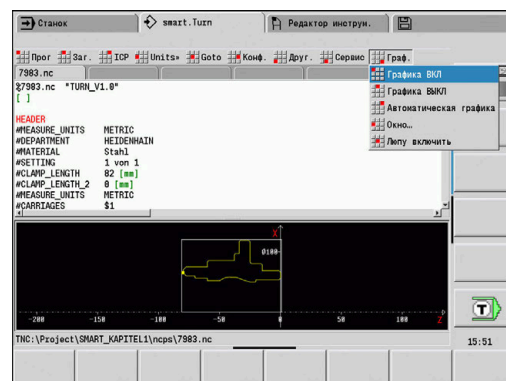 Станок
smart.Turn
Редактор инструм.
Прог Заг. ICP Units» Goto Конф. Друг. Сервис Граф.
7983.nc
%7983.nc "TURN_V1.0"
[ ]
HEADER
#MEASURE_UNITS METRIC
#DEPARTMENT HEIDENHAIN
#MATERIAL Stahl
#SETTING 1 von 1
#CLAMP_LENGTH 82 [mm]
#CLAMP_LENGTH_2 0 [mm]
#MEASURE_UNITS METRIC
#CARRIAGES $1
Графика ВКЛ
Графика ВЫКЛ
Автоматическая графика
Окно…
Лупу включить
X
Ø100
-200 -150 -100 -50 0 50 100 Z
T
TNC:\Project\SMART_KAPITEL1\ncps\7983.nc
15:51